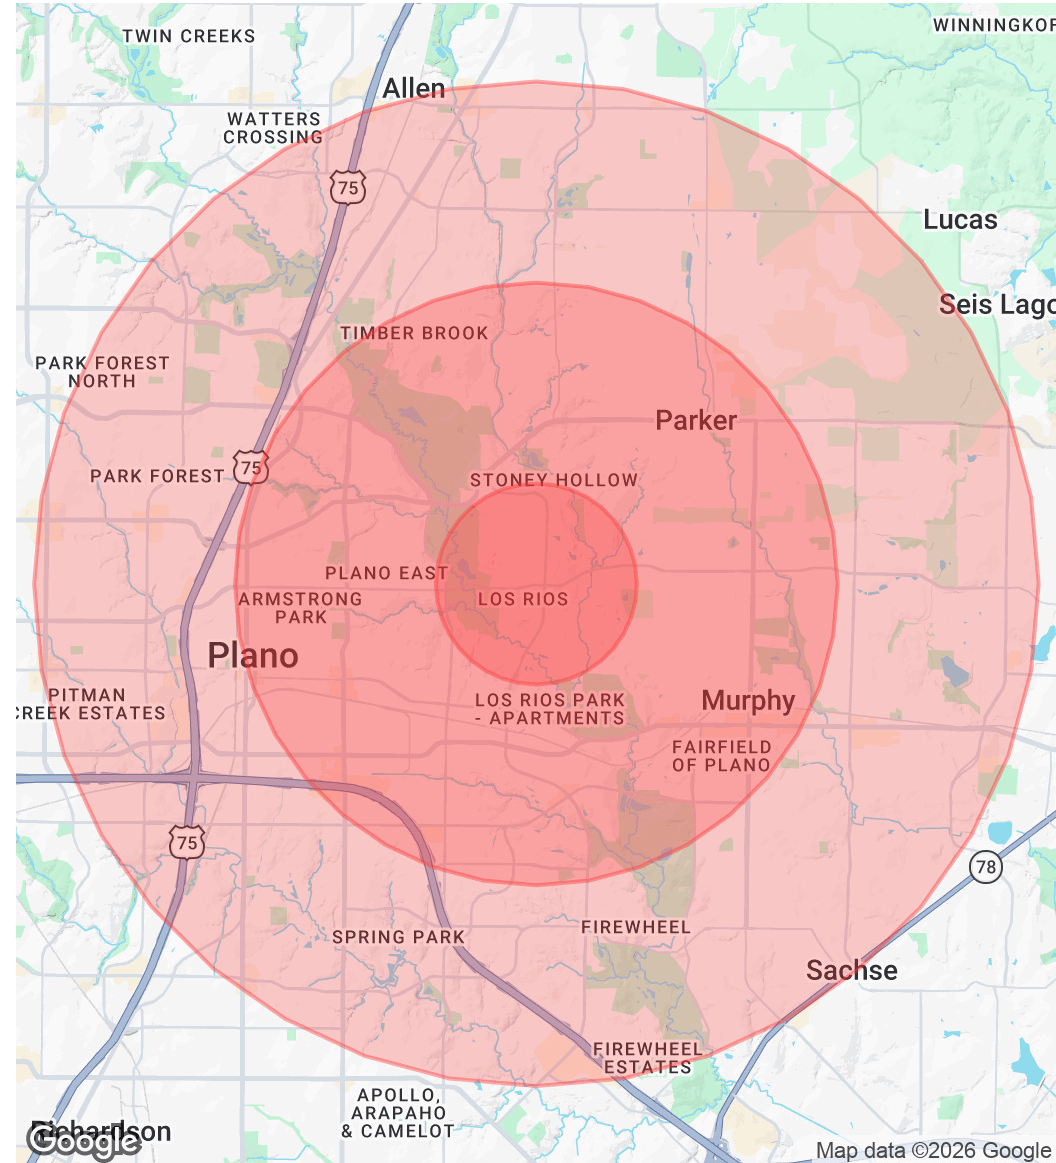 TWIN CREEKS
WINNINGKOF
Allen
WATTERS
CROSSING
75
Lucas
Seis Lago
TIMBER BROOK
PARK FOREST
NORTH
Parker
75
PARK FOREST
STONEY HOLLOW
PLANO EAST
ARMSTRONG
PARK
LOS RIOS
Plano
PITMAN
CREEK ESTATES
LOS RIOS PARK
- APARTMENTS
Murphy
FAIRFIELD
OF PLANO
75
78
SPRING PARK
FIREWHEEL
Sachse
FIREWHEEL
ESTATES
APOLLO,
ARAPAHO
& CAMELOT
Richardson
Google
Map data ©2026 Google